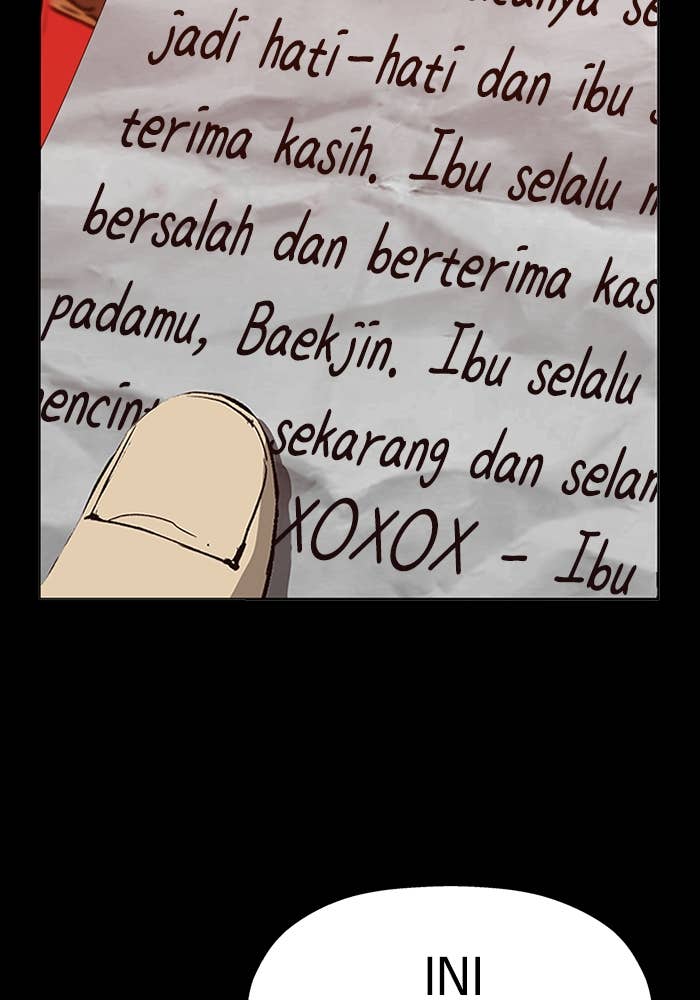 jadi hati-hati dan ibu
terima kasih. Ibu selalu
bersalah dan berterima kas
padamu, Baekjin. Ibu selalu
sekarang dan selam
XOXOX - Ibu
INI